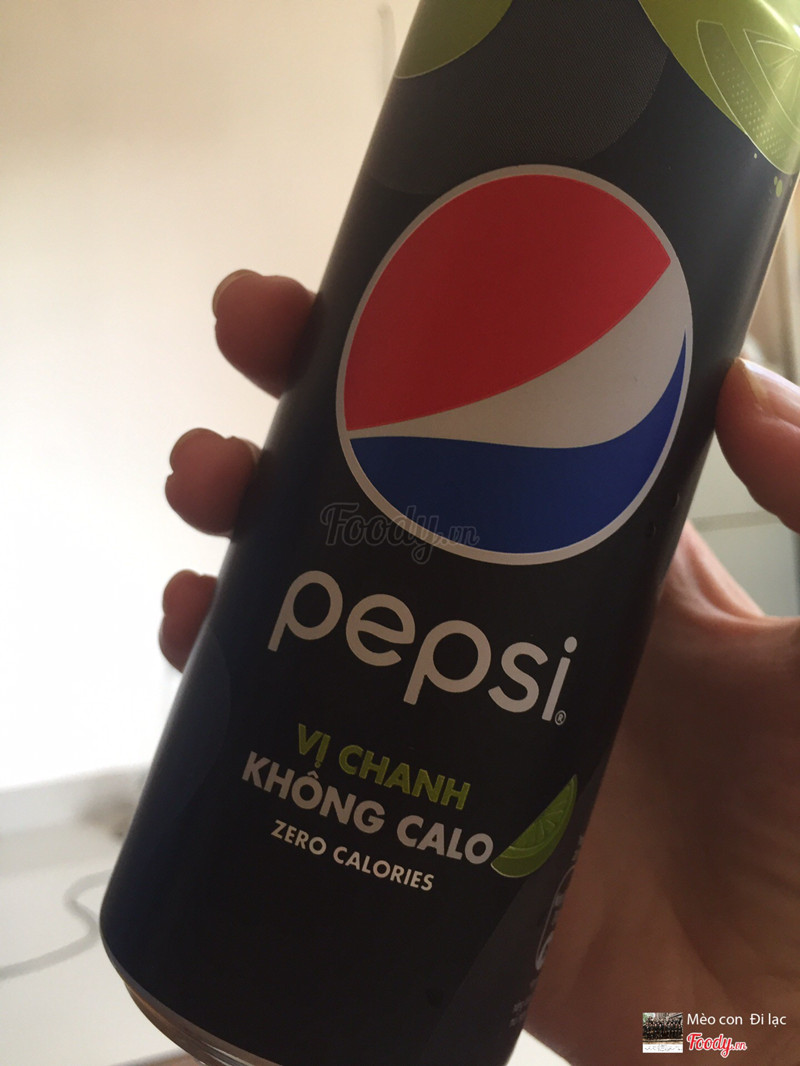 Foody.vn
pepsi®
VỊ CHANH
KHÔNG CALO
ZERO CALORIES
Mèo con Đi lạc
Foody.vn